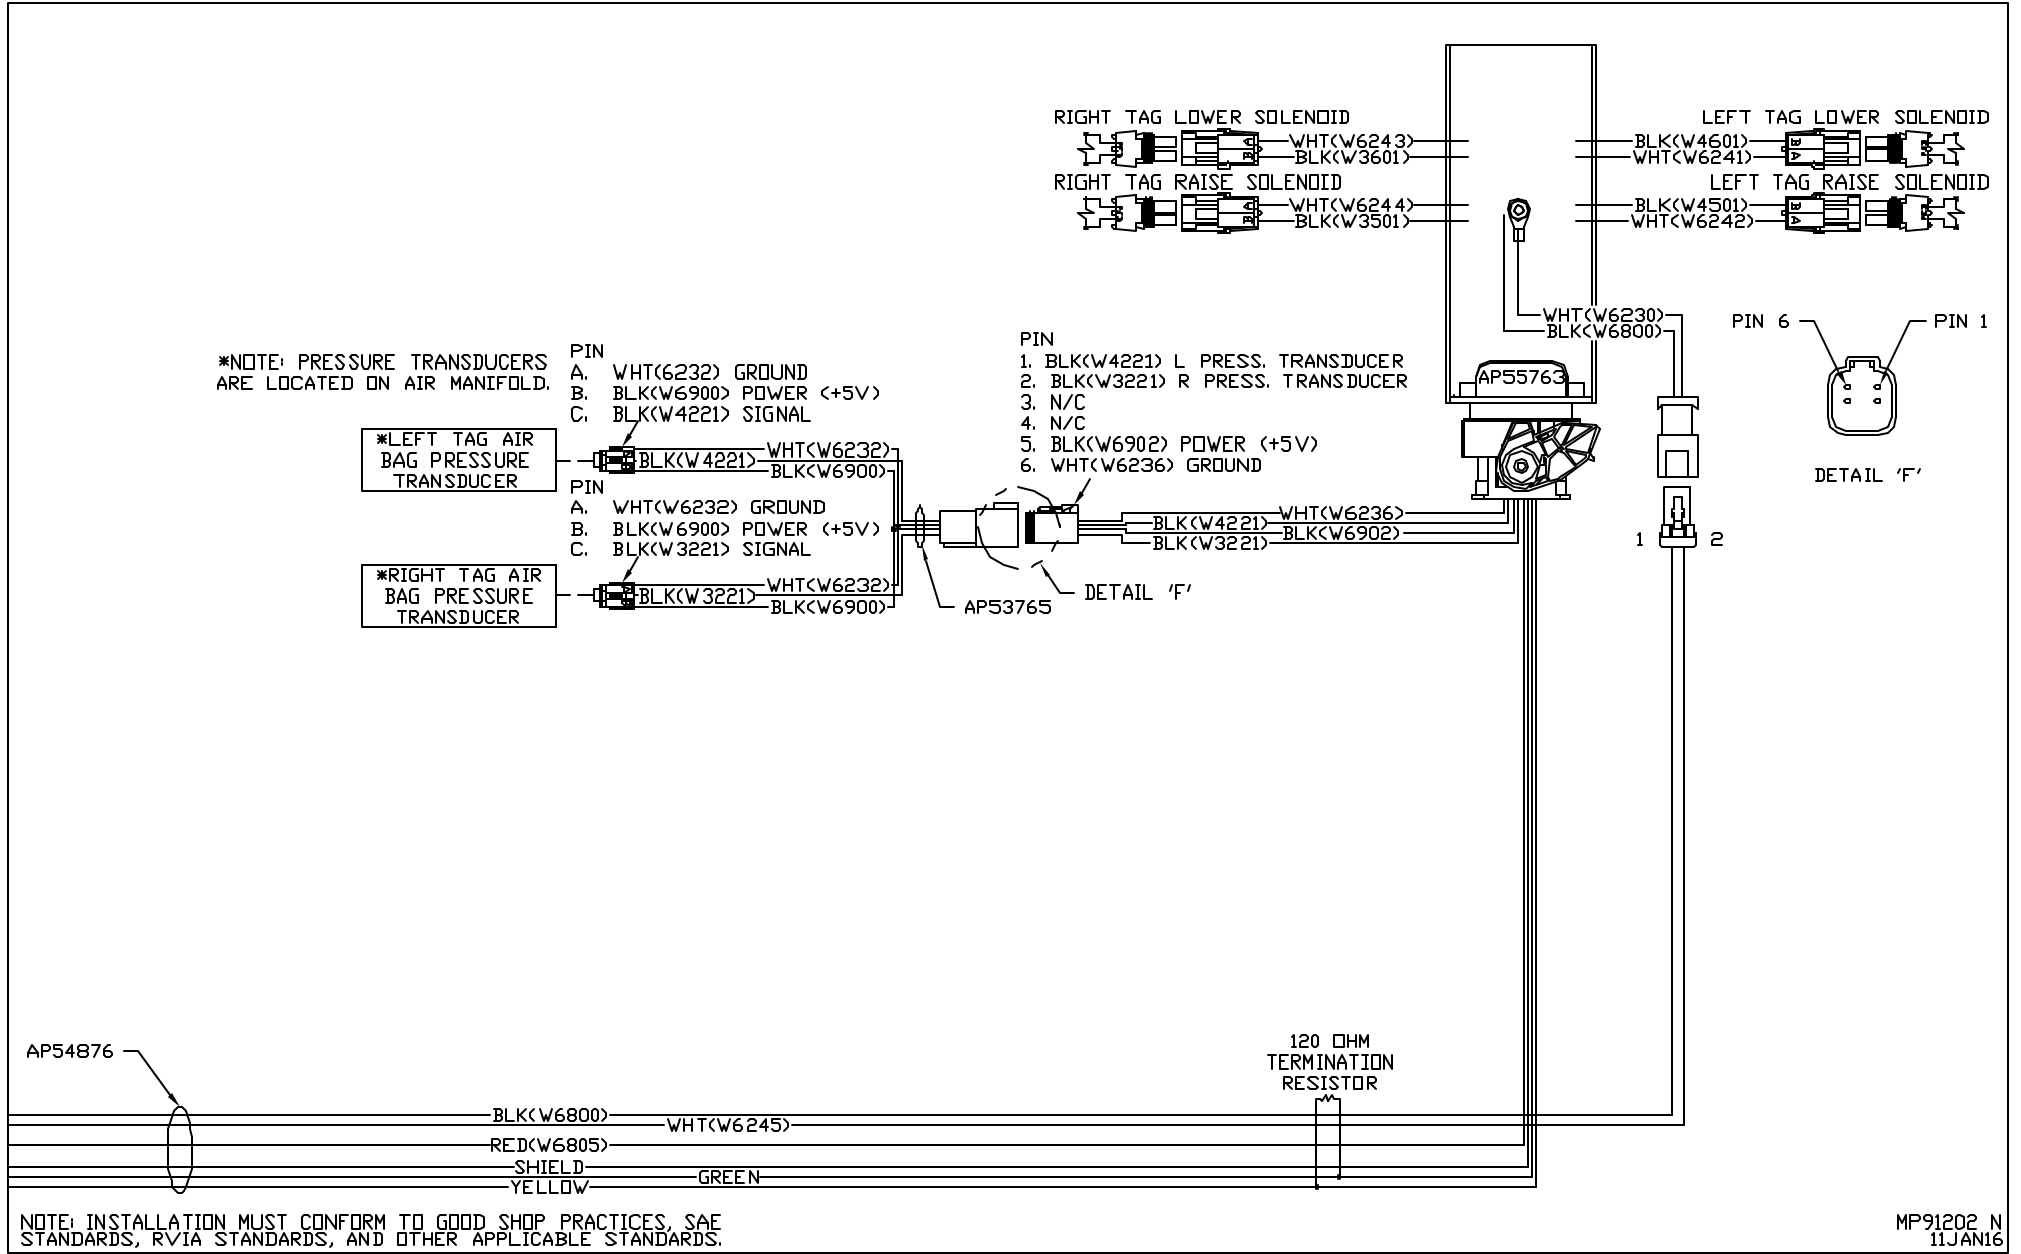 RIGHT TAG LOWER SOLENOID
WHT(W6243)
A
BLK(W3601)
B
RIGHT TAG RAISE SOLENOID
WHT(W6244)
A
BLK(W3501)
B
LEFT TAG LOWER SOLENOID
BLK(W4601)
B
WHT(W6241)
A
LEFT TAG RAISE SOLENOID
BLK(W4501)
B
WHT(W6242)
A
WHT(W6230)
BLK(W6800)
PIN 6
PIN 1
DETAIL 'F'
AP55763
1
2
*NOTE: PRESSURE TRANSDUCERS
ARE LOCATED ON AIR MANIFOLD.
PIN
A. WHT(6232) GROUND
B. BLK(W6900) POWER (+5V)
C. BLK(W4221) SIGNAL
*LEFT TAG AIR
BAG PRESSURE
TRANSDUCER
WHT(W6232)
BLK(W4221)
BLK(W6900)
PIN
A. WHT(W6232) GROUND
B. BLK(W6900) POWER (+5V)
C. BLK(W3221) SIGNAL
*RIGHT TAG AIR
BAG PRESSURE
TRANSDUCER
WHT(W6232)
BLK(W3221)
BLK(W6900)
PIN
1. BLK(W4221) L PRESS. TRANSDUCER
2. BLK(W3221) R PRESS. TRANSDUCER
3. N/C
4. N/C
5. BLK(W6902) POWER (+5V)
6. WHT(W6236) GROUND
WHT(W6236)
BLK(W4221)
BLK(W6902)
BLK(W3221)
AP53765
DETAIL 'F'
AP54876
120 OHM
TERMINATION
RESISTOR
BLK(W6800)
WHT(W6245)
RED(W6805)
SHIELD
GREEN
YELLOW
NOTE: INSTALLATION MUST CONFORM TO GOOD SHOP PRACTICES, SAE
STANDARDS, RVIA STANDARDS, AND OTHER APPLICABLE STANDARDS.
MP91202 N
11JAN16